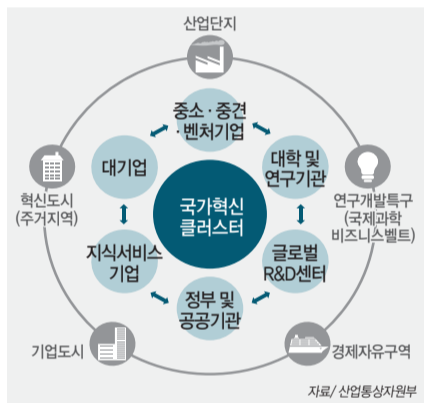 산업단지
중소·중견
·벤처기업
대기업
대학 및
연구기관
혁신도시
(주거지역)
국가혁신
클러스터
연구개발특구
(국제과학
비즈니스벨트)
지식서비스
기업
글로벌
R&D센터
정부 및
공공기관
기업도시
경제자유구역
자료/ 산업통상자원부